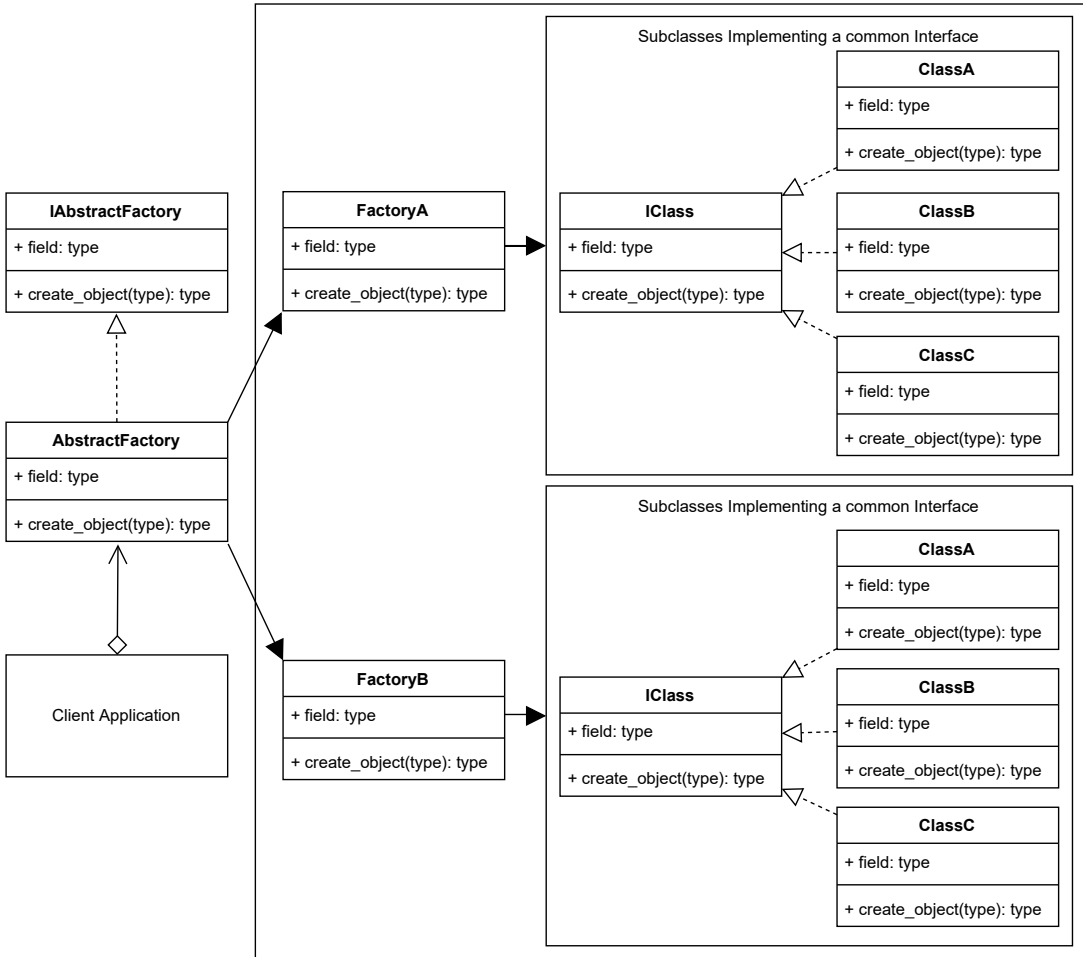 IAbstractFactory
+ field: type
+ create_object(type): type
AbstractFactory
+ field: type
+ create_object(type): type
Client Application
FactoryA
+ field: type
+ create_object(type): type
Subclasses Implementing a common Interface
IClass
+ field: type
+ create_object(type): type
ClassA
+ field: type
+ create_object(type): type
ClassB
+ field: type
+ create_object(type): type
ClassC
+ field: type
+ create_object(type): type
FactoryB
+ field: type
+ create_object(type): type
Subclasses Implementing a common Interface
IClass
+ field: type
+ create_object(type): type
ClassA
+ field: type
+ create_object(type): type
ClassB
+ field: type
+ create_object(type): type
ClassC
+ field: type
+ create_object(type): type